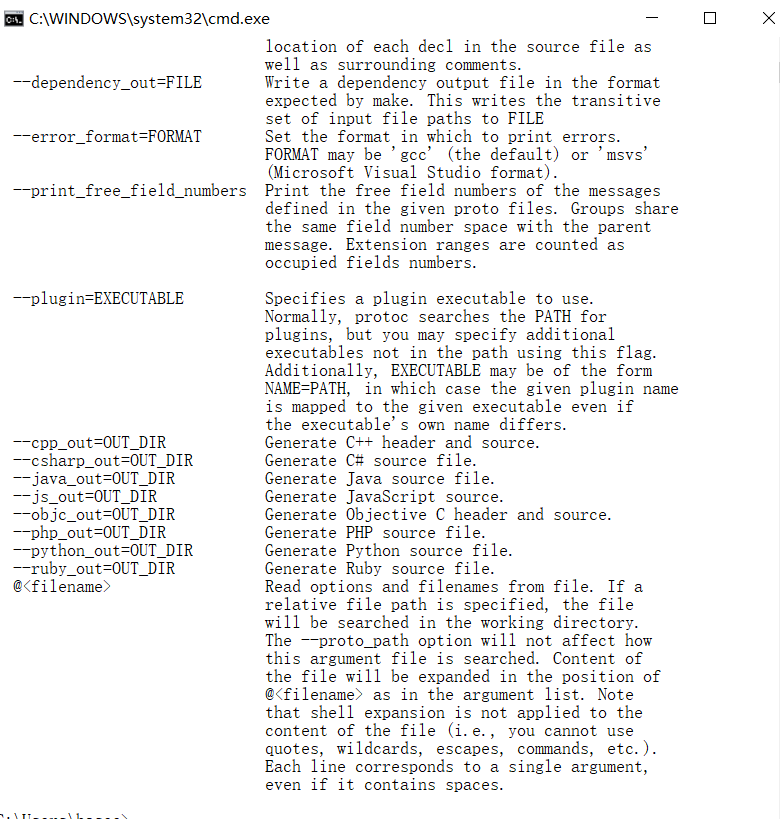 C:\WINDOWS\system32\cmd.exe
location of each decl in the source file as
well as surrounding comments.
--dependency_out=FILE Write a dependency output file in the format
expected by make. This writes the transitive
set of input file paths to FILE
--error_format=FORMAT Set the format in which to print errors.
FORMAT may be 'gcc' (the default) or 'msvs'
(Microsoft Visual Studio format).
--print_free_field_numbers Print the free field numbers of the messages
defined in the given proto files. Groups share
the same field number space with the parent
message. Extension ranges are counted as
occupied fields numbers.
--plugin=EXECUTABLE Specifies a plugin executable to use.
Normally, protoc searches the PATH for
plugins, but you may specify additional
executables not in the path using this flag.
Additionally, EXECUTABLE may be of the form
NAME=PATH, in which case the given plugin name
is mapped to the given executable even if
the executable's own name differs.
--cpp_out=OUT_DIR Generate C++ header and source.
--csharp_out=OUT_DIR Generate C# source file.
--java_out=OUT_DIR Generate Java source file.
--js_out=OUT_DIR Generate JavaScript source.
--objc_out=OUT_DIR Generate Objective C header and source.
--php_out=OUT_DIR Generate PHP source file.
--python_out=OUT_DIR Generate Python source file.
--ruby_out=OUT_DIR Generate Ruby source file.
@<filename> Read options and filenames from file. If a
relative file path is specified, the file
will be searched in the working directory.
The --proto_path option will not affect how
this argument file is searched. Content of
the file will be expanded in the position of
@<filename> as in the argument list. Note
that shell expansion is not applied to the
content of the file (i.e., you cannot use
quotes, wildcards, escapes, commands, etc.).
Each line corresponds to a single argument,
even if it contains spaces.